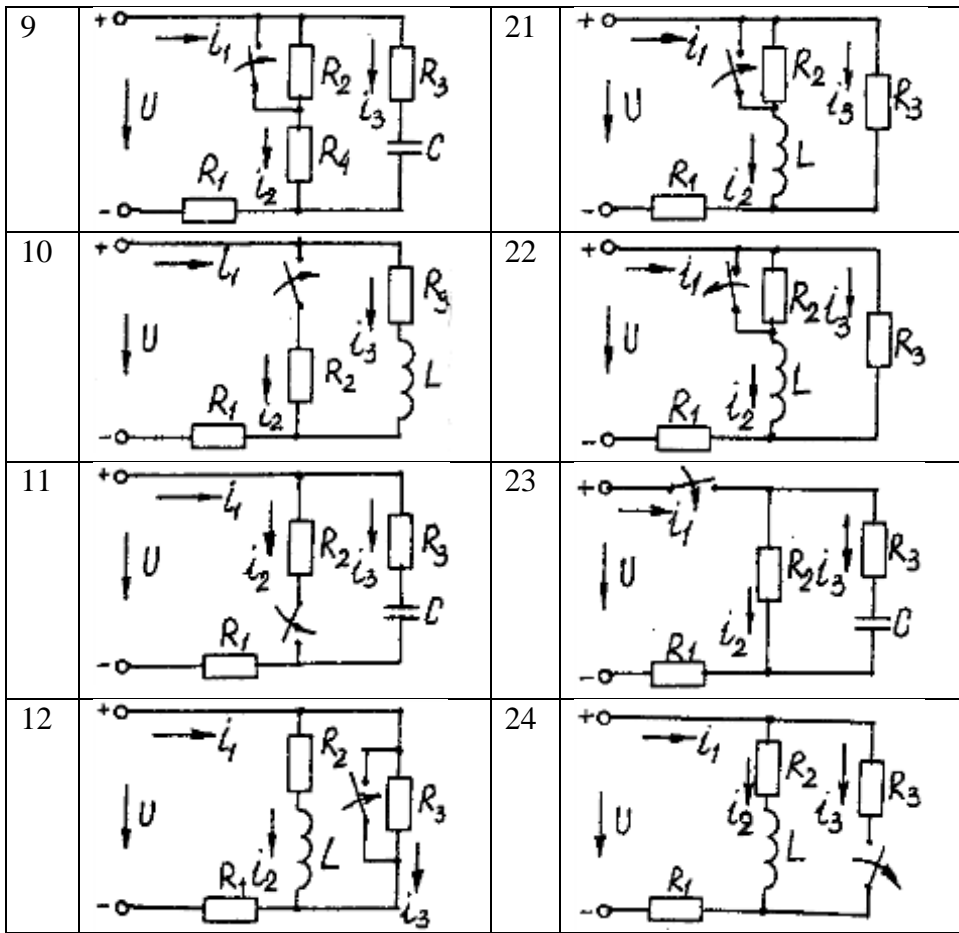 9
+ i₁ R₂ R₃
U i₃
R₄ C
R₁ i₂
-
21
+ i₁ R₂ i₃ R₃
U
L
R₁ i₂
-
10
+ i₁ R₃
U i₃
i₂ R₂ L
R₁
-
22
+ i₁ R₂ i₃ R₃
U
i₂ L
R₁
-
11
+ i₁
U i₂ R₂ i₃ R₃
R₁ C
-
23
+ i₁
U R₂ i₃ R₃
i₂ C
R₁
-
12
+ i₁ R₂
U R₃
i₂ L
R₁ i₃
-
24
+ i₁ R₂ R₃
U i₂ i₃
L
R₁
-